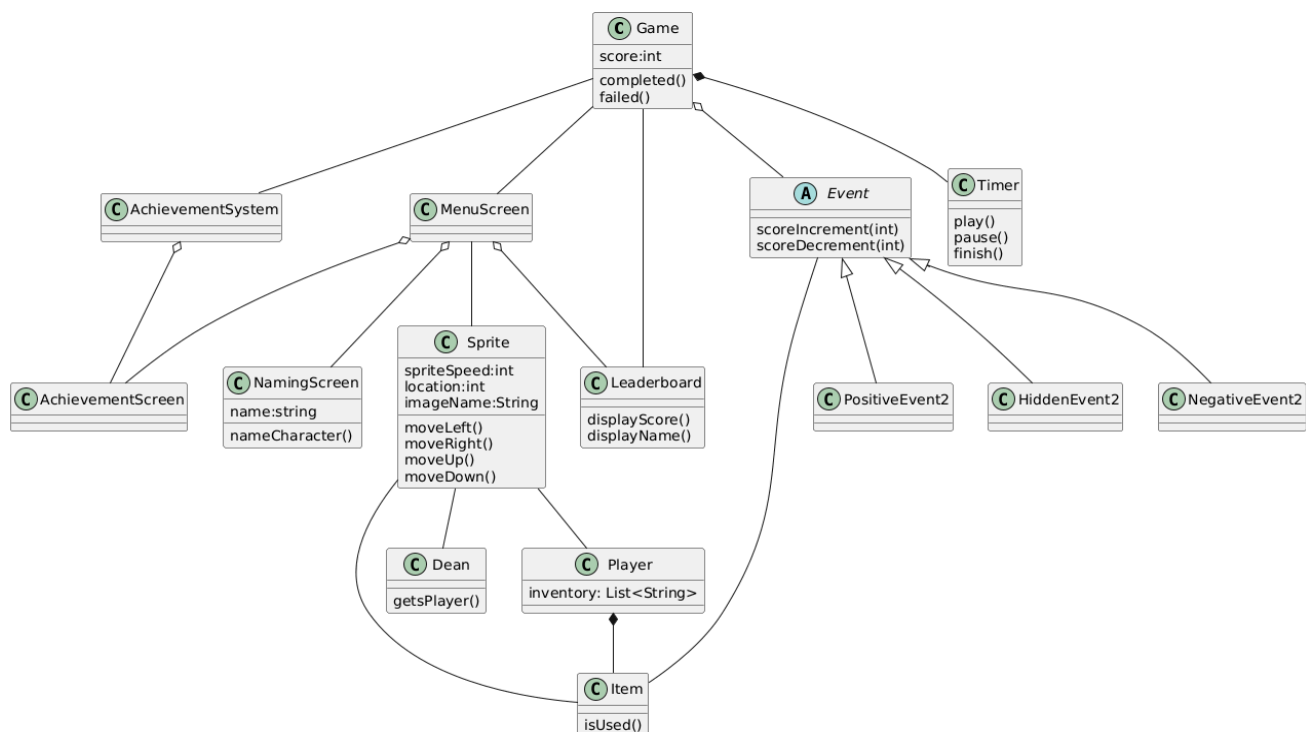 C Game
score:int
completed()
failed()
C AchievementSystem
C MenuScreen
A Event
scoreIncrement(int)
scoreDecrement(int)
C Timer
play()
pause()
finish()
C AchievementScreen
C NamingScreen
name:string
nameCharacter()
C Sprite
spriteSpeed:int
location:int
imageName:String
moveLeft()
moveRight()
moveUp()
moveDown()
C Leaderboard
displayScore()
displayName()
C PositiveEvent2
C HiddenEvent2
C NegativeEvent2
C Dean
getsPlayer()
C Player
inventory: List<String>
C Item
isUsed()